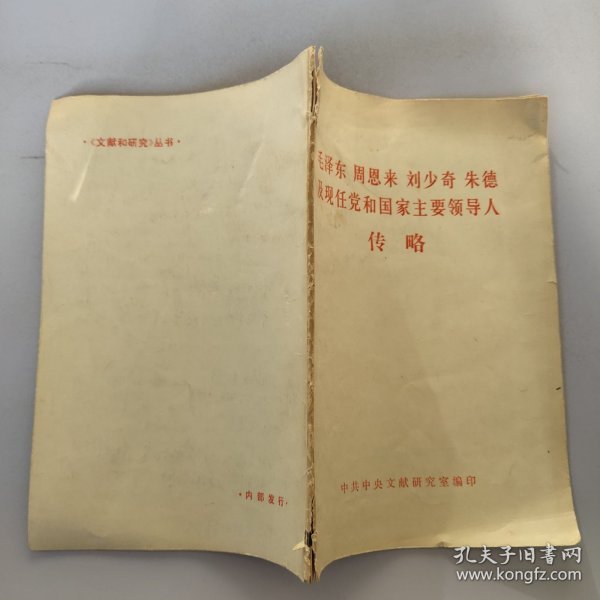 ·《文献和研究》丛书·
·内部发行·
毛泽东 周恩来 刘少奇 朱德
及现任党和国家主要领导人
传略
中共中央文献研究室编印
孔夫子旧书网
www.kongfz.com